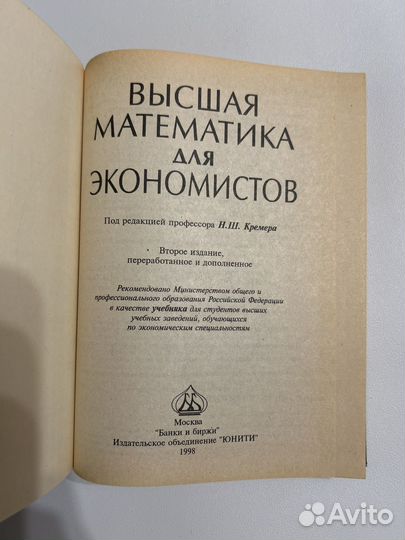 ВЫСШАЯ
МАТЕМАТИКА
для
ЭКОНОМИСТОВ
Под редакцией профессора Н.Ш. Кремера
Второе издание,
переработанное и дополненное
Рекомендовано Министерством общего и
профессионального образования Российской Федерации
в качестве учебника для студентов высших
учебных заведений, обучающихся
по экономическим специальностям
Москва
"Банки и биржи"
Издательское объединение "ЮНИТИ"
1998
Avito